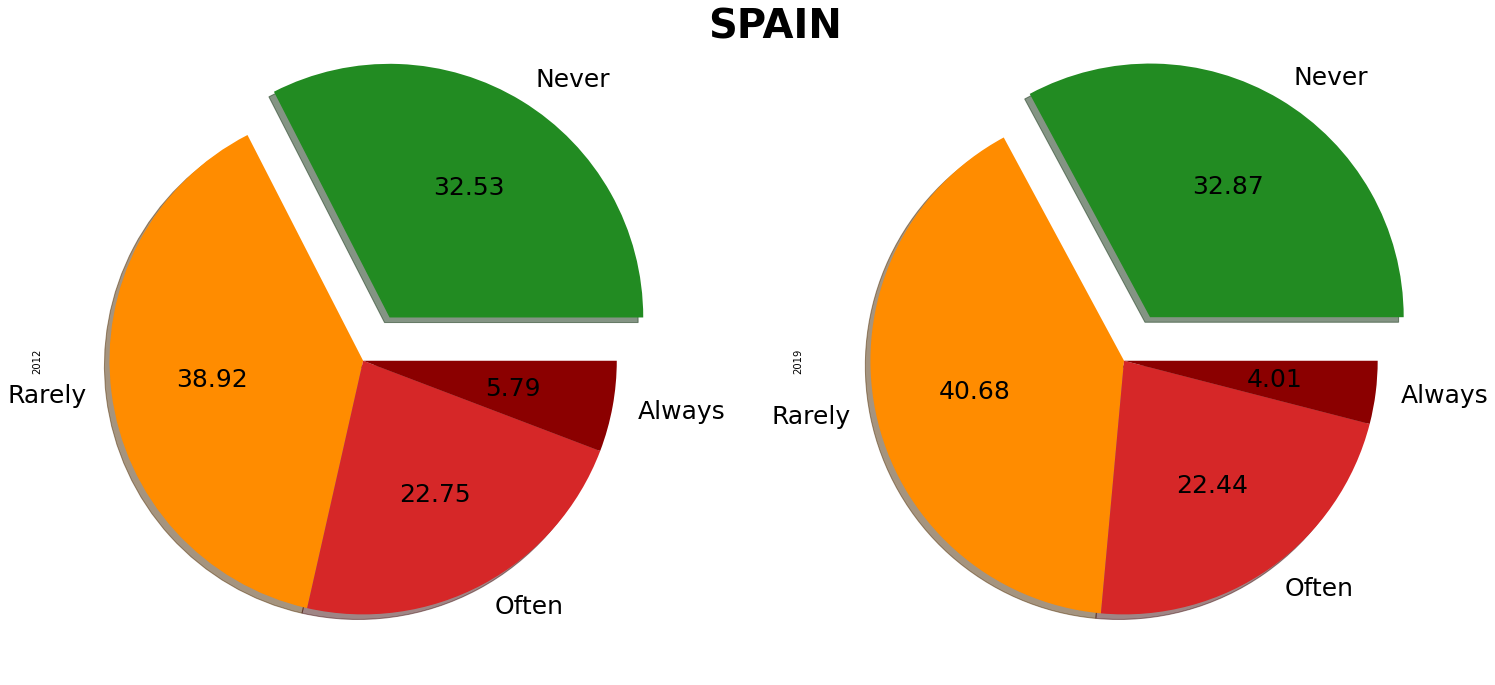 SPAIN
2012
Never
32.53
Rarely
38.92
Often
22.75
Always
5.79
2019
Never
32.87
Rarely
40.68
Often
22.44
Always
4.01